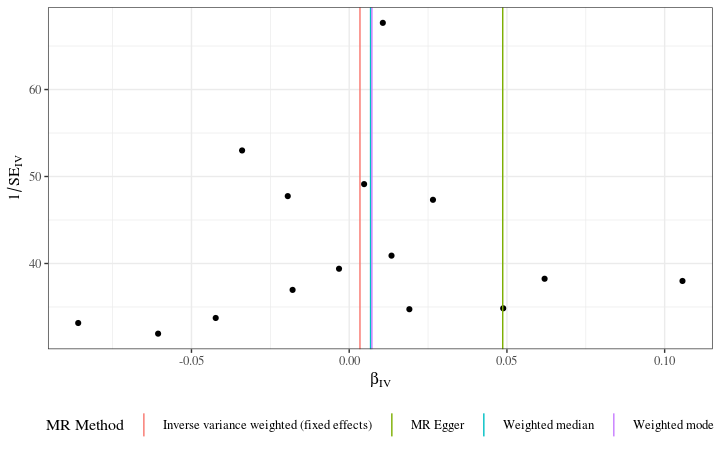 60
50
40
1/SE_IV
-0.05 0.00 0.05 0.10
β_IV
MR Method Inverse variance weighted (fixed effects) MR Egger Weighted median Weighted mode